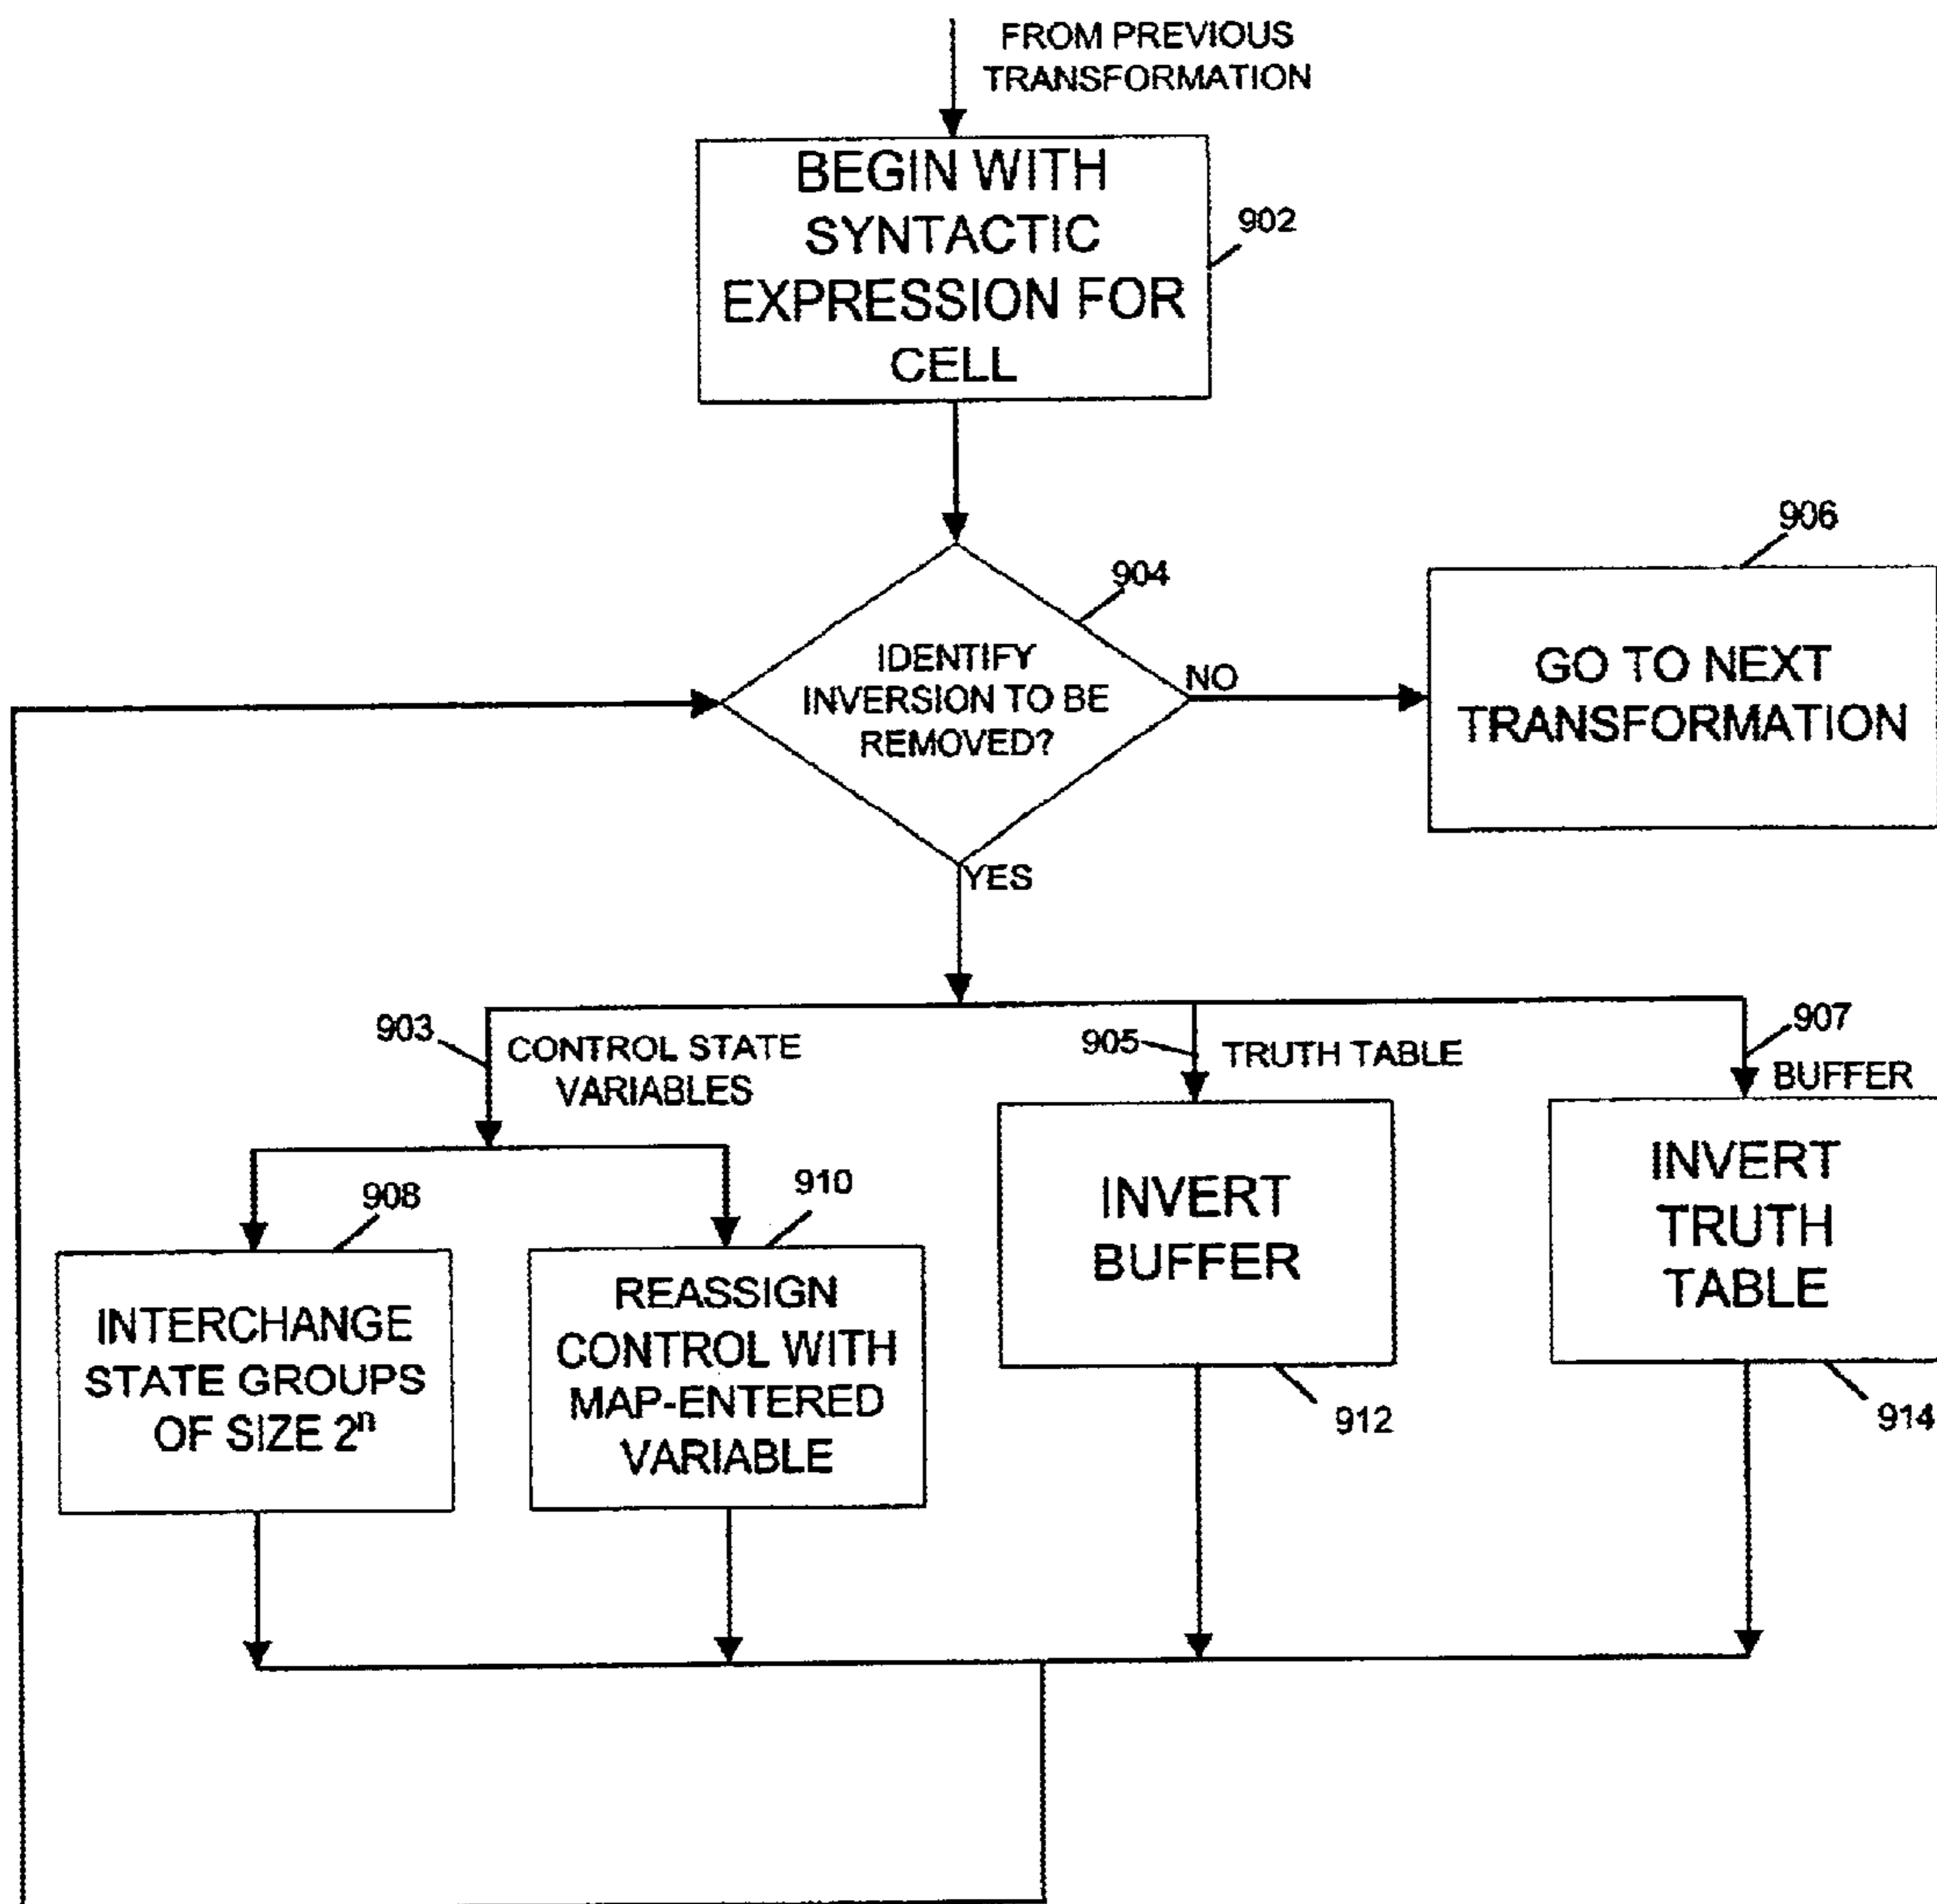 FROM PREVIOUS
TRANSFORMATION
BEGIN WITH
SYNTACTIC
EXPRESSION FOR
CELL
902
904
IDENTIFY
INVERSION TO BE
REMOVED?
NO
906
GO TO NEXT
TRANSFORMATION
YES
903
CONTROL STATE
VARIABLES
905
TRUTH TABLE
907
BUFFER
908
INTERCHANGE
STATE GROUPS
OF SIZE 2ⁿ
910
REASSIGN
CONTROL WITH
MAP-ENTERED
VARIABLE
INVERT
BUFFER
912
INVERT
TRUTH
TABLE
914